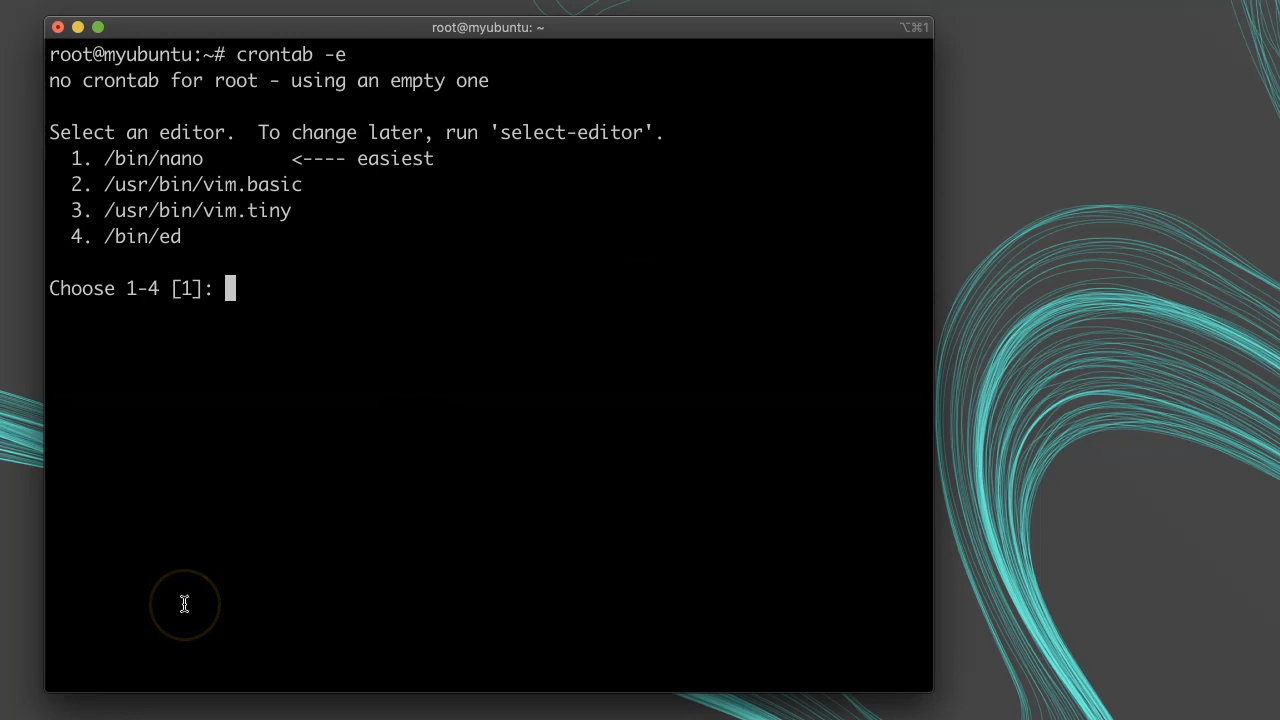 root@myubuntu: ~
⌥⌘1
root@myubuntu:~# crontab -e
no crontab for root - using an empty one
Select an editor.  To change later, run 'select-editor'.
  1. /bin/nano        <---- easiest
  2. /usr/bin/vim.basic
  3. /usr/bin/vim.tiny
  4. /bin/ed
Choose 1-4 [1]: